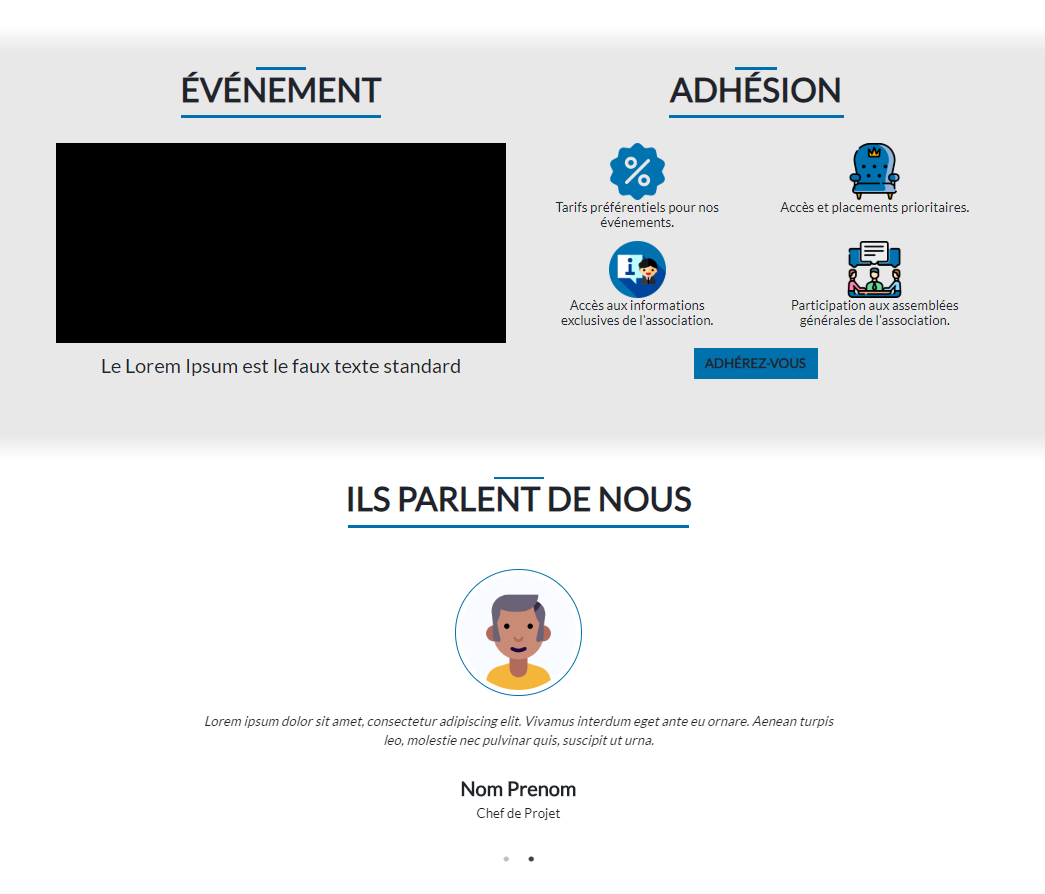 ÉVÉNEMENT
Le Lorem Ipsum est le faux texte standard
ADHÉSION
Tarifs préférentiels pour nos
événements.
Accès et placements prioritaires.
Accès aux informations
exclusives de l'association.
Participation aux assemblées
générales de l'association.
ADHÉREZ-VOUS
ILS PARLENT DE NOUS
Lorem ipsum dolor sit amet, consectetur adipiscing elit. Vivamus interdum eget ante eu ornare. Aenean turpis
leo, molestie nec pulvinar quis, suscipit ut urna.
Nom Prenom
Chef de Projet